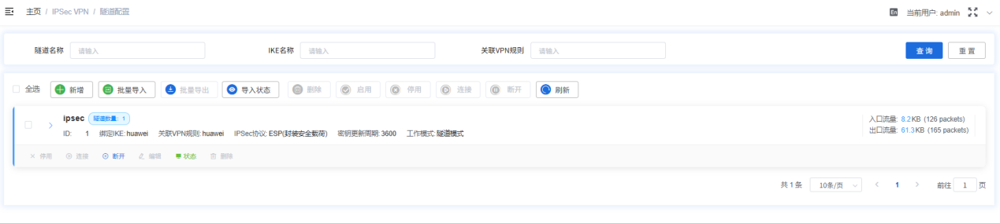 主页 / IPSec VPN / 隧道配置 En 当前用户: admin
隧道名称 请输入 IKE名称 请输入 关联VPN规则 请输入 查询 重置
全选 新增 批量导入 批量导出 导入状态 删除 启用 停用 连接 断开 刷新
ipsec 隧道数量: 1 入口流量: 8.2 KB (126 packets)
ID: 1 绑定IKE: huawei 关联VPN规则: huawei IPSec协议: ESP(封装安全载荷) 密钥更新周期: 3600 工作模式: 隧道模式 出口流量: 61.3 KB (165 packets)
停用 连接 断开 编辑 状态 删除
共 1 条 10条/页 < 1 > 前往 1 页